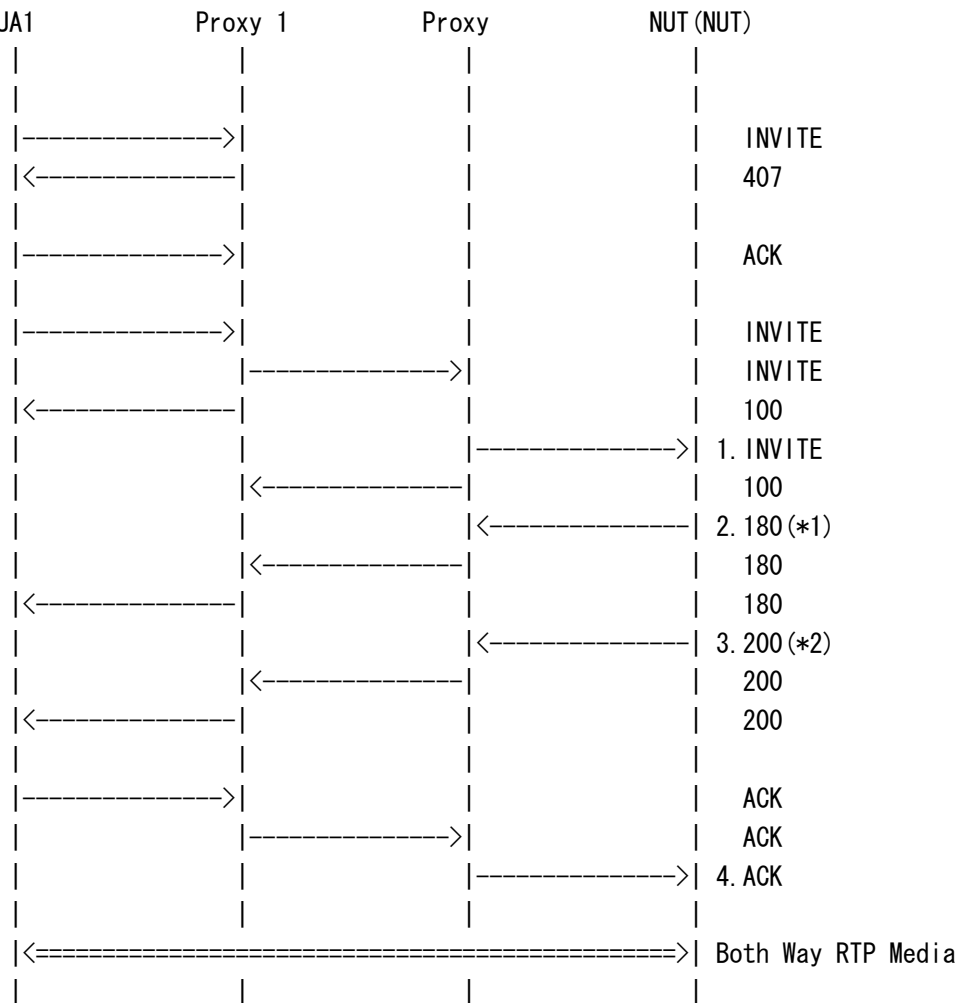 UA1 Proxy 1 Proxy NUT(NUT)
INVITE
407
ACK
INVITE
INVITE
100
1. INVITE
100
2. 180(*1)
180
180
3. 200(*2)
200
200
ACK
ACK
4. ACK
Both Way RTP Media